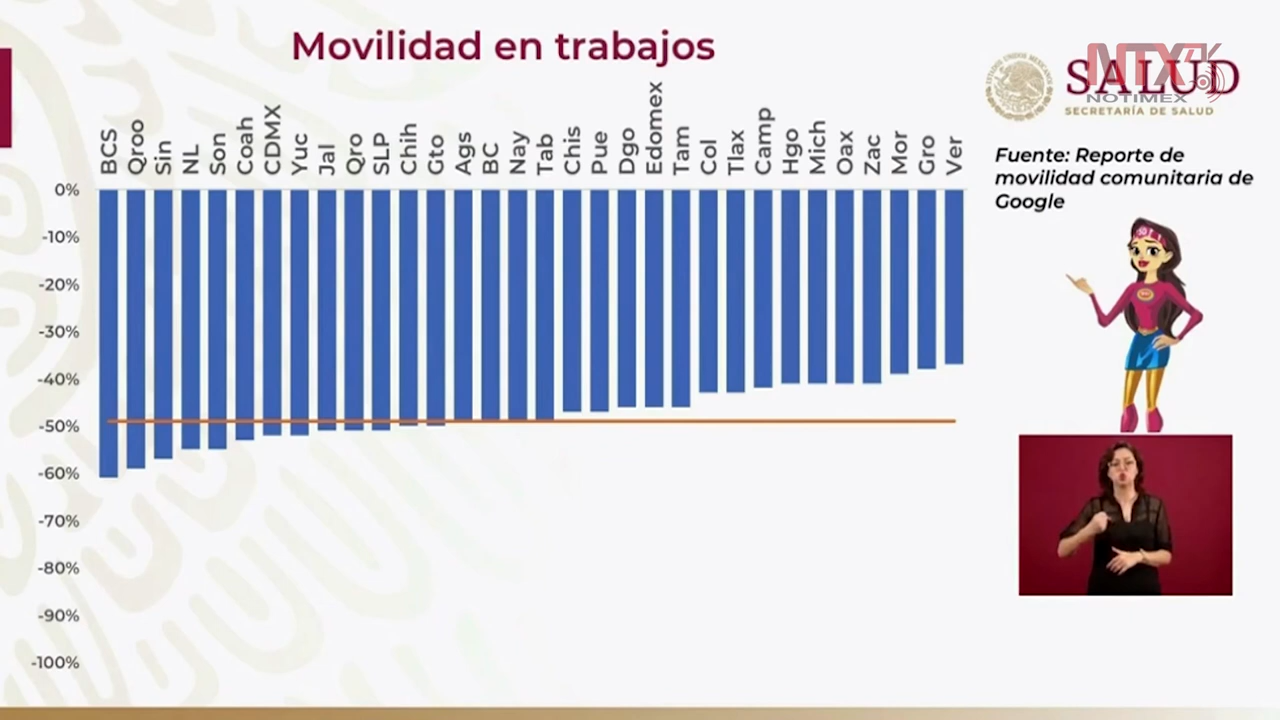 Movilidad en trabajos
MTXTV
NOTIMEX
SALUD
SECRETARÍA DE SALUD
BCS
Qroo
Sin
NL
Son
Coah
CDMX
Yuc
Jal
Qro
SLP
Chih
Gto
Ags
BC
Nay
Tab
Chis
Pue
Dgo
Edomex
Tam
Col
Tlax
Camp
Hgo
Mich
Oax
Zac
Mor
Gro
Ver
Fuente: Reporte de
movilidad comunitaria de
Google
0%
-10%
-20%
-30%
-40%
-50%
-60%
-70%
-80%
-90%
-100%